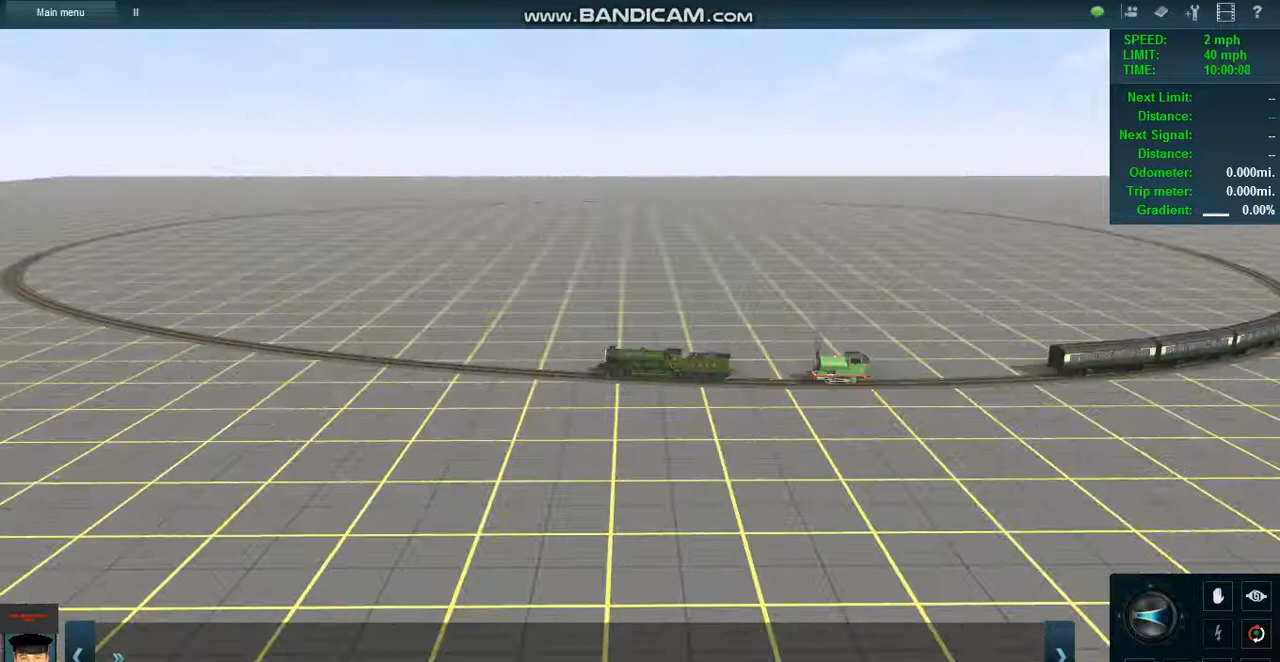 Main menu
www.BANDICAM.com
SPEED: 2 mph
LIMIT: 40 mph
TIME: 10:00:08
Next Limit: --
Distance: --
Next Signal: --
Distance: --
Odometer: 0.000mi.
Trip meter: 0.000mi.
Gradient: 0.00%